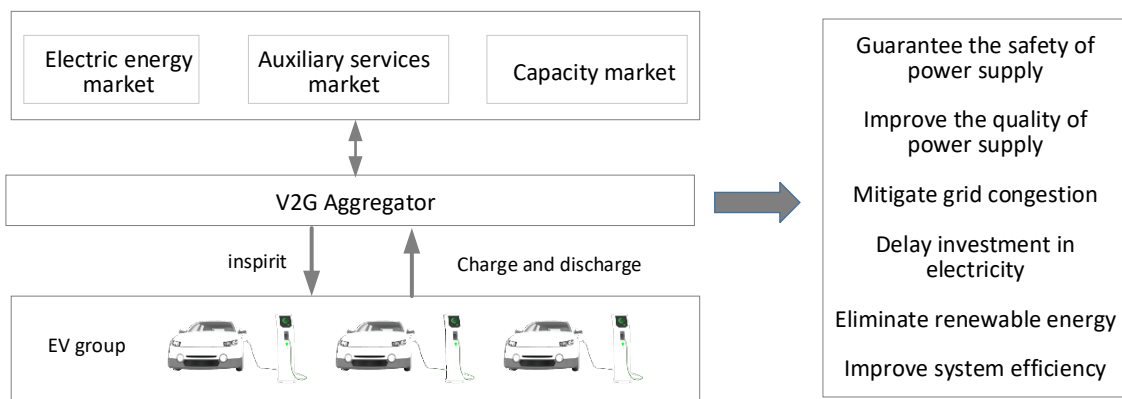 Electric energy
market
Auxiliary services
market
Capacity market
V2G Aggregator
inspirit
Charge and discharge
EV group
Guarantee the safety of
power supply
Improve the quality of
power supply
Mitigate grid congestion
Delay investment in
electricity
Eliminate renewable energy
Improve system efficiency